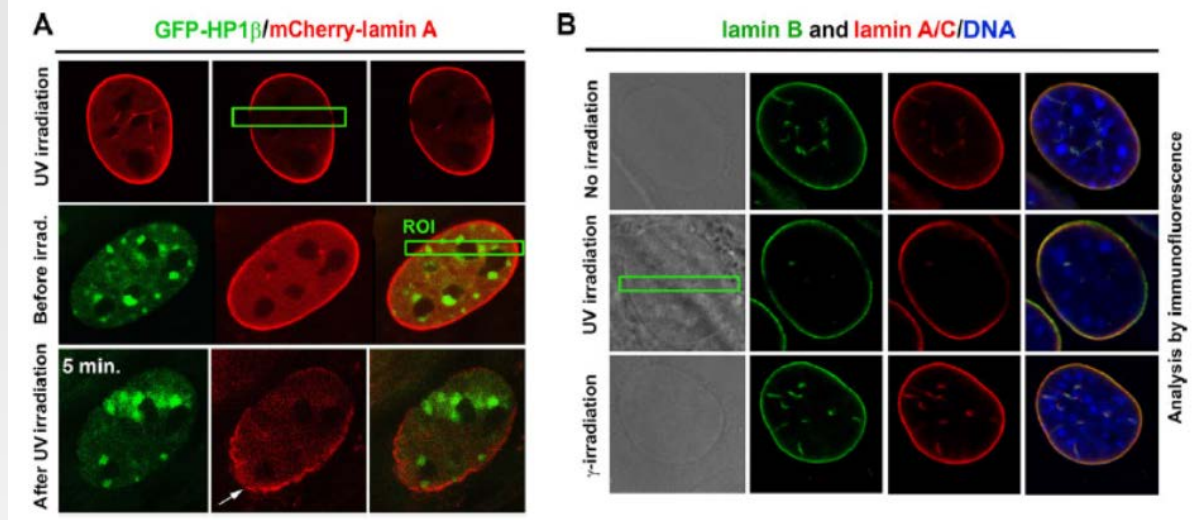 A
GFP-HP1β/mCherry-lamin A
UV irradiation
Before irrad.
ROI
After UV irradiation
5 min.
B
lamin B and lamin A/C/DNA
No irradiation
UV irradiation
γ-irradiation
Analysis by immunofluorescence